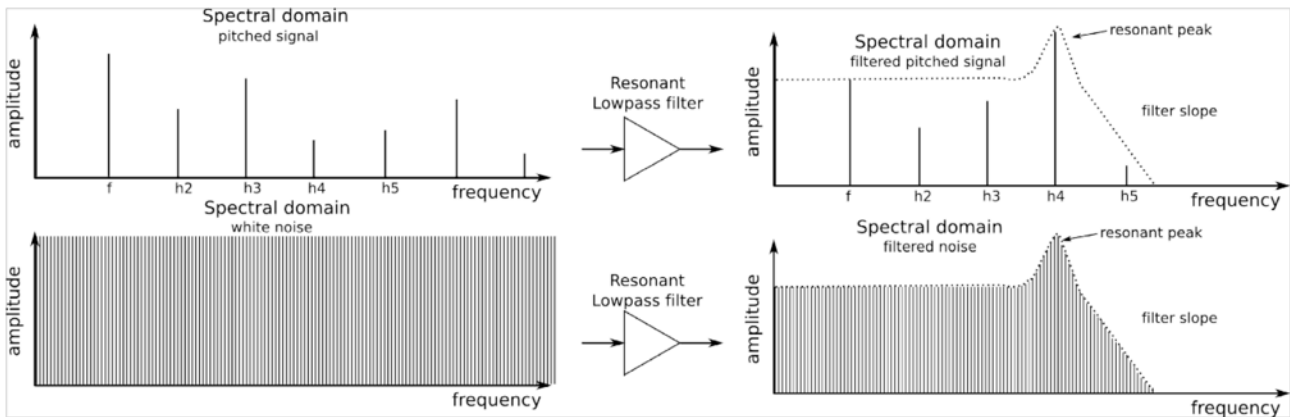 Spectral domain
pitched signal
amplitude
f h2 h3 h4 h5
frequency
Resonant
Lowpass filter
Spectral domain
filtered pitched signal
resonant peak
filter slope
amplitude
f h2 h3 h4 h5
frequency
Spectral domain
white noise
amplitude
frequency
Resonant
Lowpass filter
Spectral domain
filtered noise
resonant peak
filter slope
amplitude
frequency